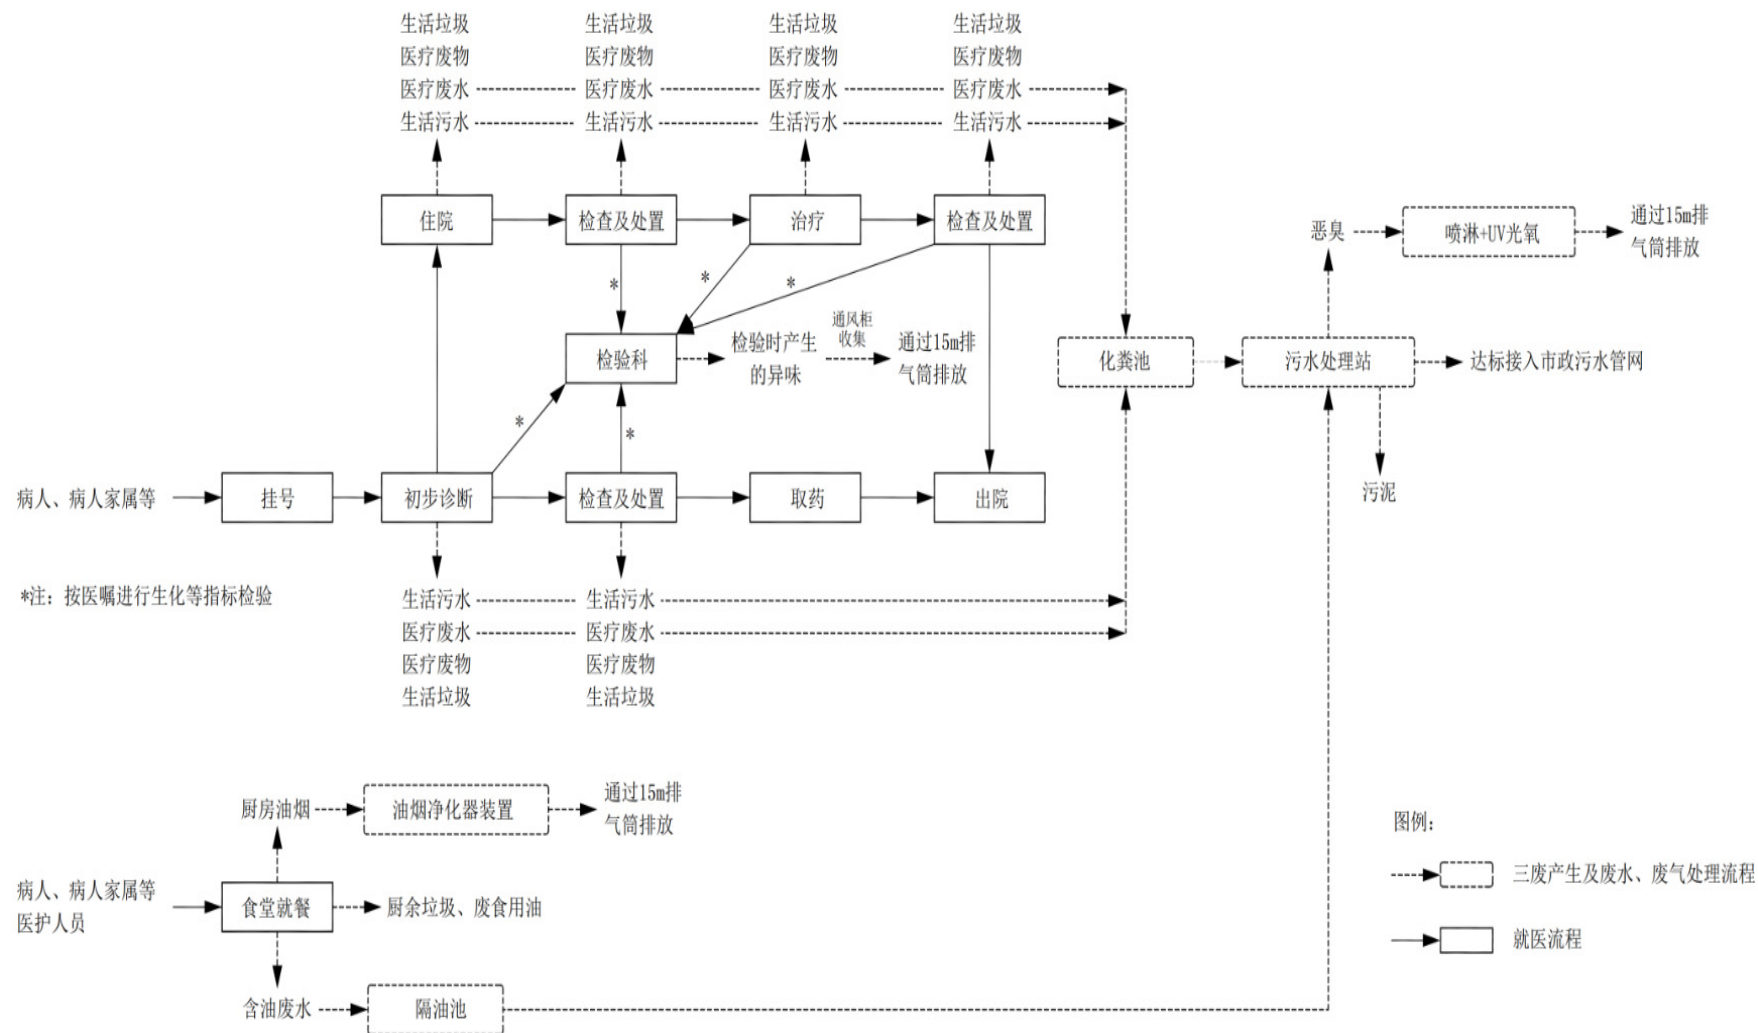 生活垃圾 生活垃圾 生活垃圾 生活垃圾
医疗废物 医疗废物 医疗废物 医疗废物
医疗废水 医疗废水 医疗废水 医疗废水
生活污水 生活污水 生活污水 生活污水
住院 检查及处置 治疗 检查及处置
恶臭 喷淋+UV光氧 通过15m排
气筒排放
* * *
检验科 检验时产生
的异味
通风柜
收集
通过15m排
气筒排放
化粪池 污水处理站 达标接入市政污水管网
* *
病人、病人家属等 挂号 初步诊断 检查及处置 取药 出院
污泥
*注：按医嘱进行生化等指标检验
生活污水 生活污水
医疗废水 医疗废水
医疗废物 医疗废物
生活垃圾 生活垃圾
厨房油烟 油烟净化器装置 通过15m排
气筒排放
病人、病人家属等
医护人员
食堂就餐 厨余垃圾、废食用油
含油废水 隔油池
图例：
三废产生及废水、废气处理流程
就医流程